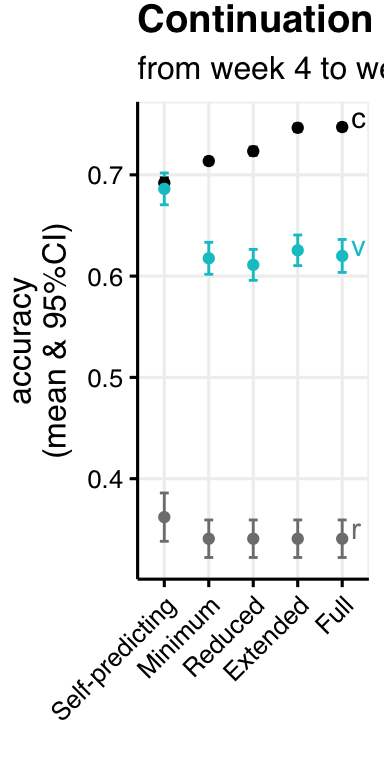 Continuation
from week 4 to we
accuracy
(mean & 95%CI)
0.7
0.6
0.5
0.4
c
v
r
Self-predicting
Minimum
Reduced
Extended
Full